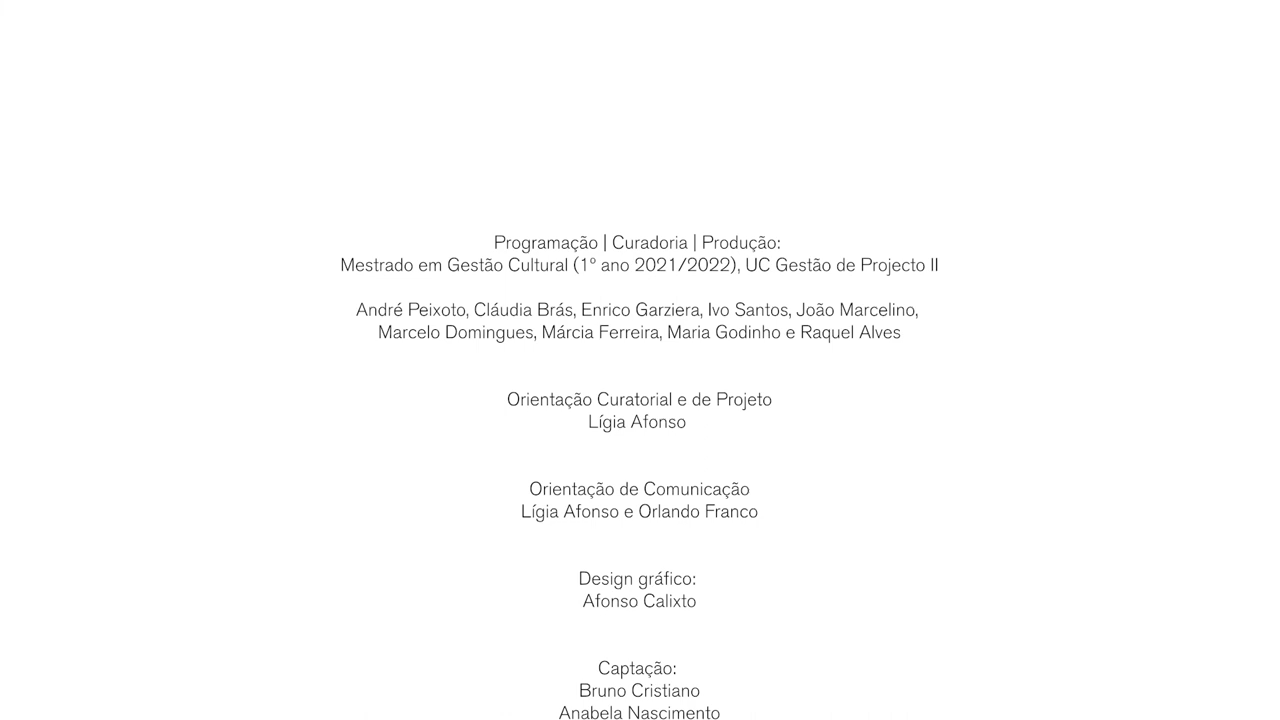 Programação | Curadoria | Produção:
Mestrado em Gestão Cultural (1º ano 2021/2022), UC Gestão de Projecto II
André Peixoto, Cláudia Brás, Enrico Garziera, Ivo Santos, João Marcelino,
Marcelo Domingues, Márcia Ferreira, Maria Godinho e Raquel Alves
Orientação Curatorial e de Projeto
Lígia Afonso
Orientação de Comunicação
Lígia Afonso e Orlando Franco
Design gráfico:
Afonso Calixto
Captação:
Bruno Cristiano
Anabela Nascimento